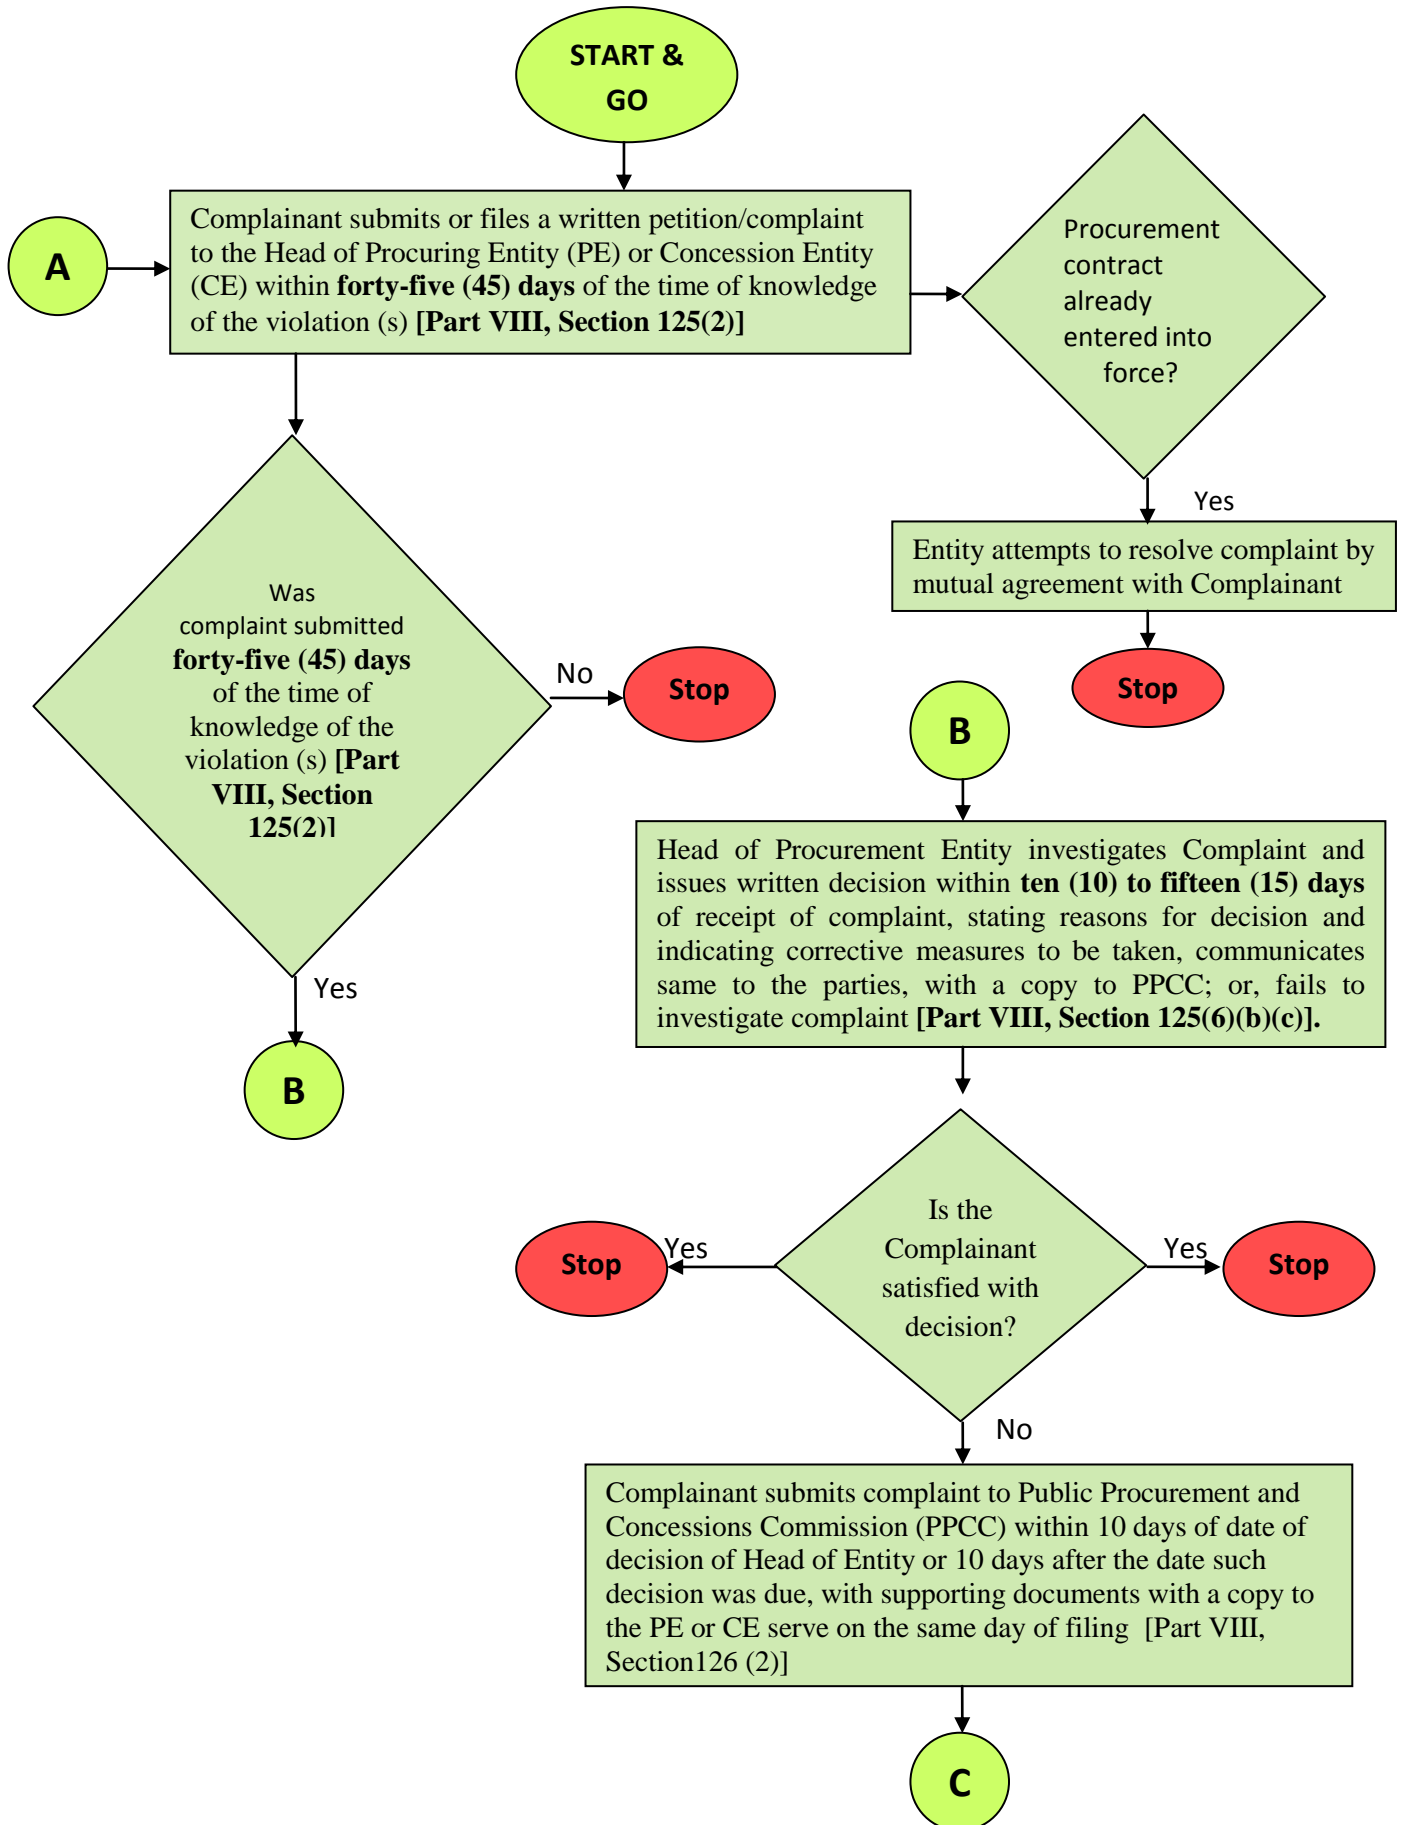 START &
GO
A
Complainant submits or files a written petition/complaint
to the Head of Procuring Entity (PE) or Concession Entity
(CE) within forty-five (45) days of the time of knowledge
of the violation (s) [Part VIII, Section 125(2)]
Procurement
contract
already
entered into
force?
Yes
Entity attempts to resolve complaint by
mutual agreement with Complainant
Stop
Was
complaint submitted
forty-five (45) days
of the time of
knowledge of the
violation (s) [Part
VIII, Section
125(2)]
No
Stop
Yes
B
B
Head of Procurement Entity investigates Complaint and
issues written decision within ten (10) to fifteen (15) days
of receipt of complaint, stating reasons for decision and
indicating corrective measures to be taken, communicates
same to the parties, with a copy to PPCC; or, fails to
investigate complaint [Part VIII, Section 125(6)(b)(c)].
Is the
Complainant
satisfied with
decision?
Yes
Stop
Yes
Stop
No
Complainant submits complaint to Public Procurement and
Concessions Commission (PPCC) within 10 days of date of
decision of Head of Entity or 10 days after the date such
decision was due, with supporting documents with a copy to
the PE or CE serve on the same day of filing  [Part VIII,
Section126 (2)]
C